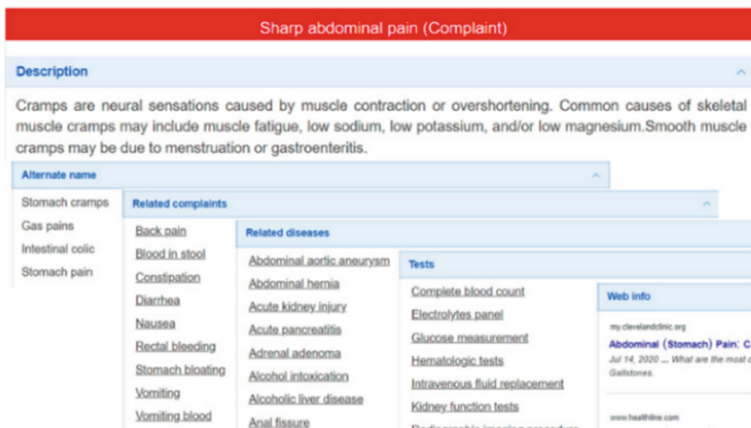 Sharp abdominal pain (Complaint)
Description
Cramps are neural sensations caused by muscle contraction or overshortening. Common causes of skeletal
muscle cramps may include muscle fatigue, low sodium, low potassium, and/or low magnesium.Smooth muscle
cramps may be due to menstruation or gastroenteritis.
Alternate name
Stomach cramps
Gas pains
Intestinal colic
Stomach pain
Related complaints
Back pain
Blood in stool
Constipation
Diarrhea
Nausea
Rectal bleeding
Stomach bloating
Vomiting
Vomiting blood
Related diseases
Abdominal aortic aneurysm
Abdominal hernia
Acute kidney injury
Acute pancreatitis
Adrenal adenoma
Alcohol intoxication
Alcoholic liver disease
Anal fissure
Tests
Complete blood count
Electrolytes panel
Glucose measurement
Hematologic tests
Intravenous fluid replacement
Kidney function tests
Radiographic imaging procedure
Web info
my.clevelandclinic.org
Abdominal (Stomach) Pain: C
Jul 14, 2020 ... What are the most c
Gallstones.
www.healthline.com